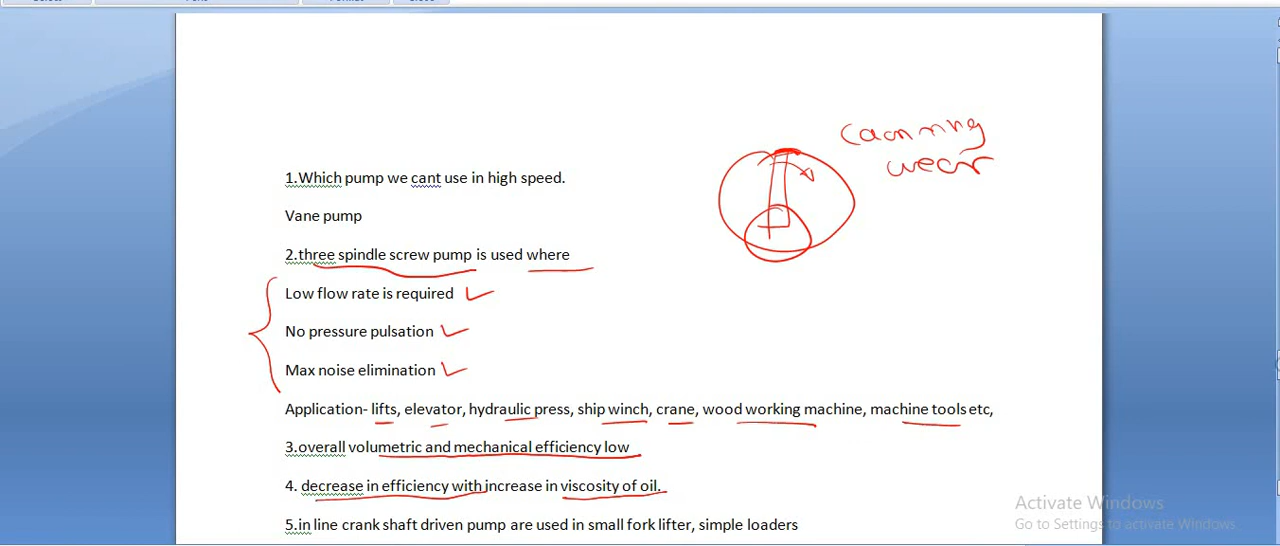 1.Which pump we cant use in high speed.
Vane pump
2.three spindle screw pump is used where
Low flow rate is required
No pressure pulsation
Max noise elimination
Application- lifts, elevator, hydraulic press, ship winch, crane, wood working machine, machine tools etc,
3.overall volumetric and mechanical efficiency low
4. decrease in efficiency with increase in viscosity of oil.
5.in line crank shaft driven pump are used in small fork lifter, simple loaders
wear
Activate Windows
Go to Settings to activate Windows.